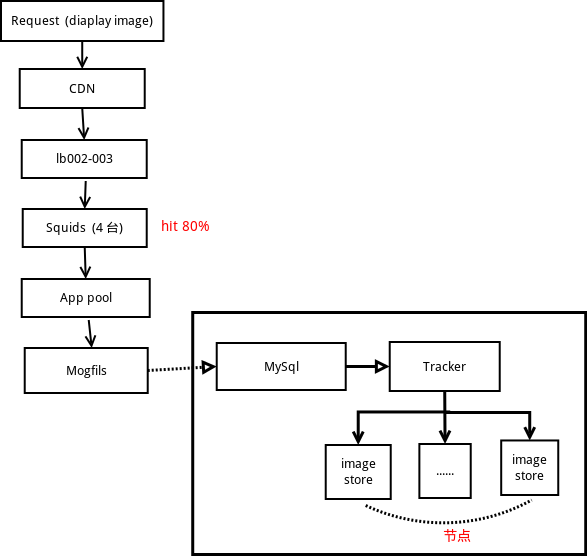 Request (diaplay image)
CDN
lb002-003
Squids (4 台)
hit 80%
App pool
Mogfils
MySql
Tracker
image
store
......
image
store
节点